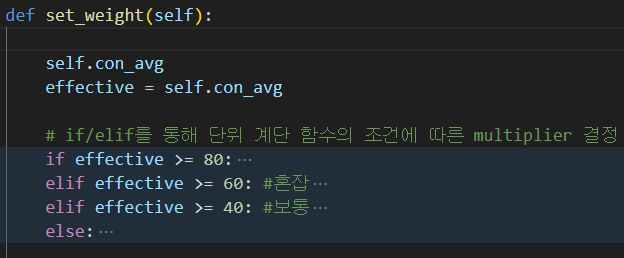 def set_weight(self):
self.con_avg
effective = self.con_avg
# if/elif를 통해 단위 계단 함수의 조건에 따른 multiplier 결정
if effective >= 80:…
elif effective >= 60: #혼잡…
elif effective >= 40: #보통…
else:…